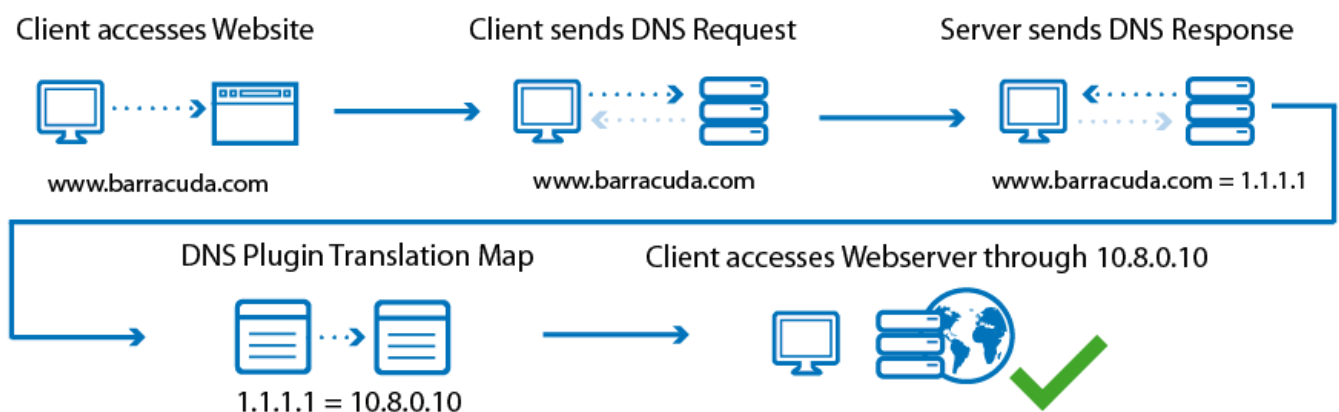 Client accesses Website
Client sends DNS Request
Server sends DNS Response
www.barracuda.com
www.barracuda.com
www.barracuda.com = 1.1.1.1
DNS Plugin Translation Map
Client accesses Webserver through 10.8.0.10
1.1.1.1 = 10.8.0.10